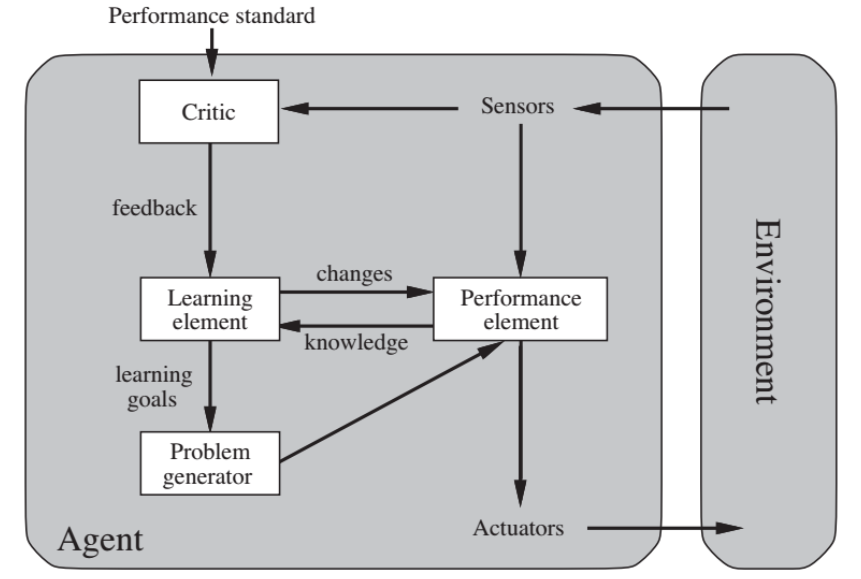 Performance standard
Critic
Sensors
feedback
changes
Learning
element
Performance
element
knowledge
learning
goals
Problem
generator
Agent
Actuators
Environment